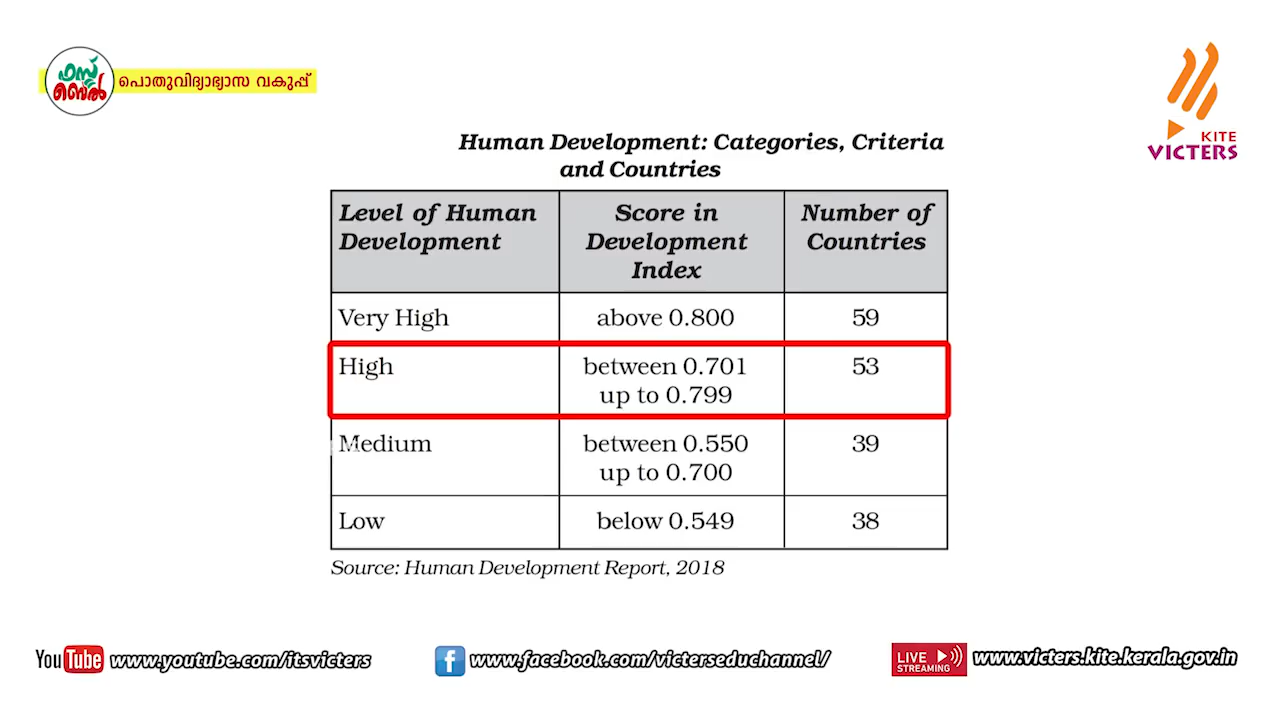 ഫസ്റ്റ്
ബെൽ
പൊതുവിദ്യാഭ്യാസ വകുപ്പ്
KITE
VICTERS
Human Development: Categories, Criteria
and Countries
Level of Human Development
Score in Development Index
Number of Countries
Very High above 0.800 59
High between 0.701 53
up to 0.799
Medium between 0.550 39
up to 0.700
Low below 0.549 38
Source: Human Development Report, 2018
YouTube www.youtube.com/itsvicters
f www.facebook.com/victerseduchannel/
LIVE
STREAMING
www.victers.kite.kerala.gov.in